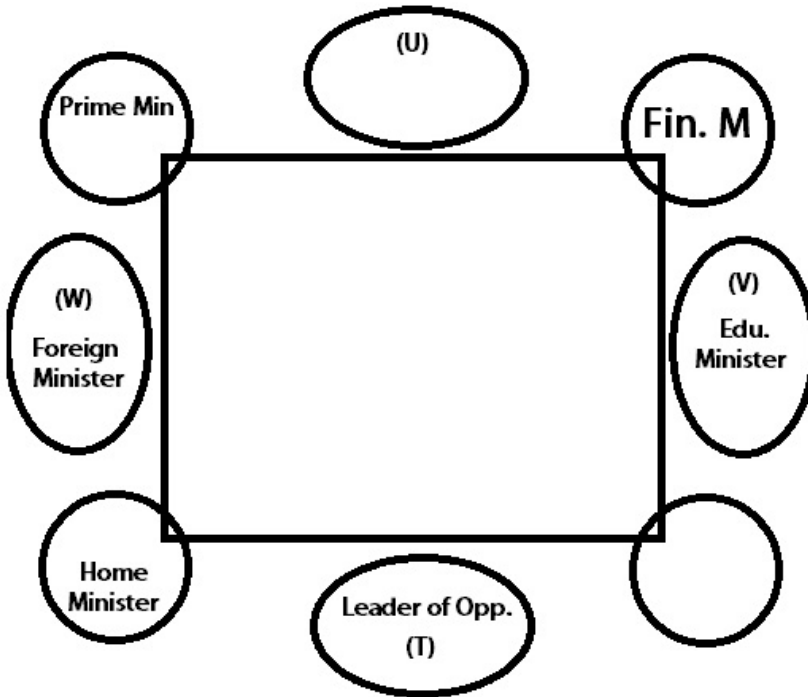 (U)
Prime Min
Fin. M
(W)
Foreign
Minister
(V)
Edu.
Minister
Home
Minister
Leader of Opp.
(T)